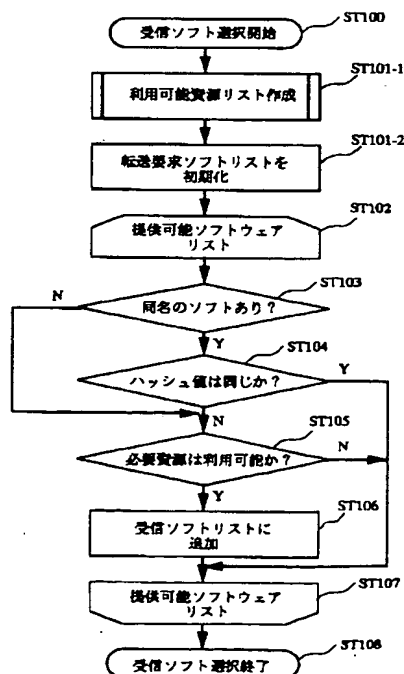 ST100
受信ソフト選択開始
ST101-1
利用可能資源リスト作成
ST101-2
転送要求ソフトリストを
初期化
ST102
提供可能ソフトウェア
リスト
ST103
N
同名のソフトあり?
Y
ST104
ハッシュ値は同じか?
Y
N
ST105
必要資源は利用可能か?
N
Y
ST106
受信ソフトリストに
追加
ST107
提供可能ソフトウェア
リスト
ST108
受信ソフト選択終了